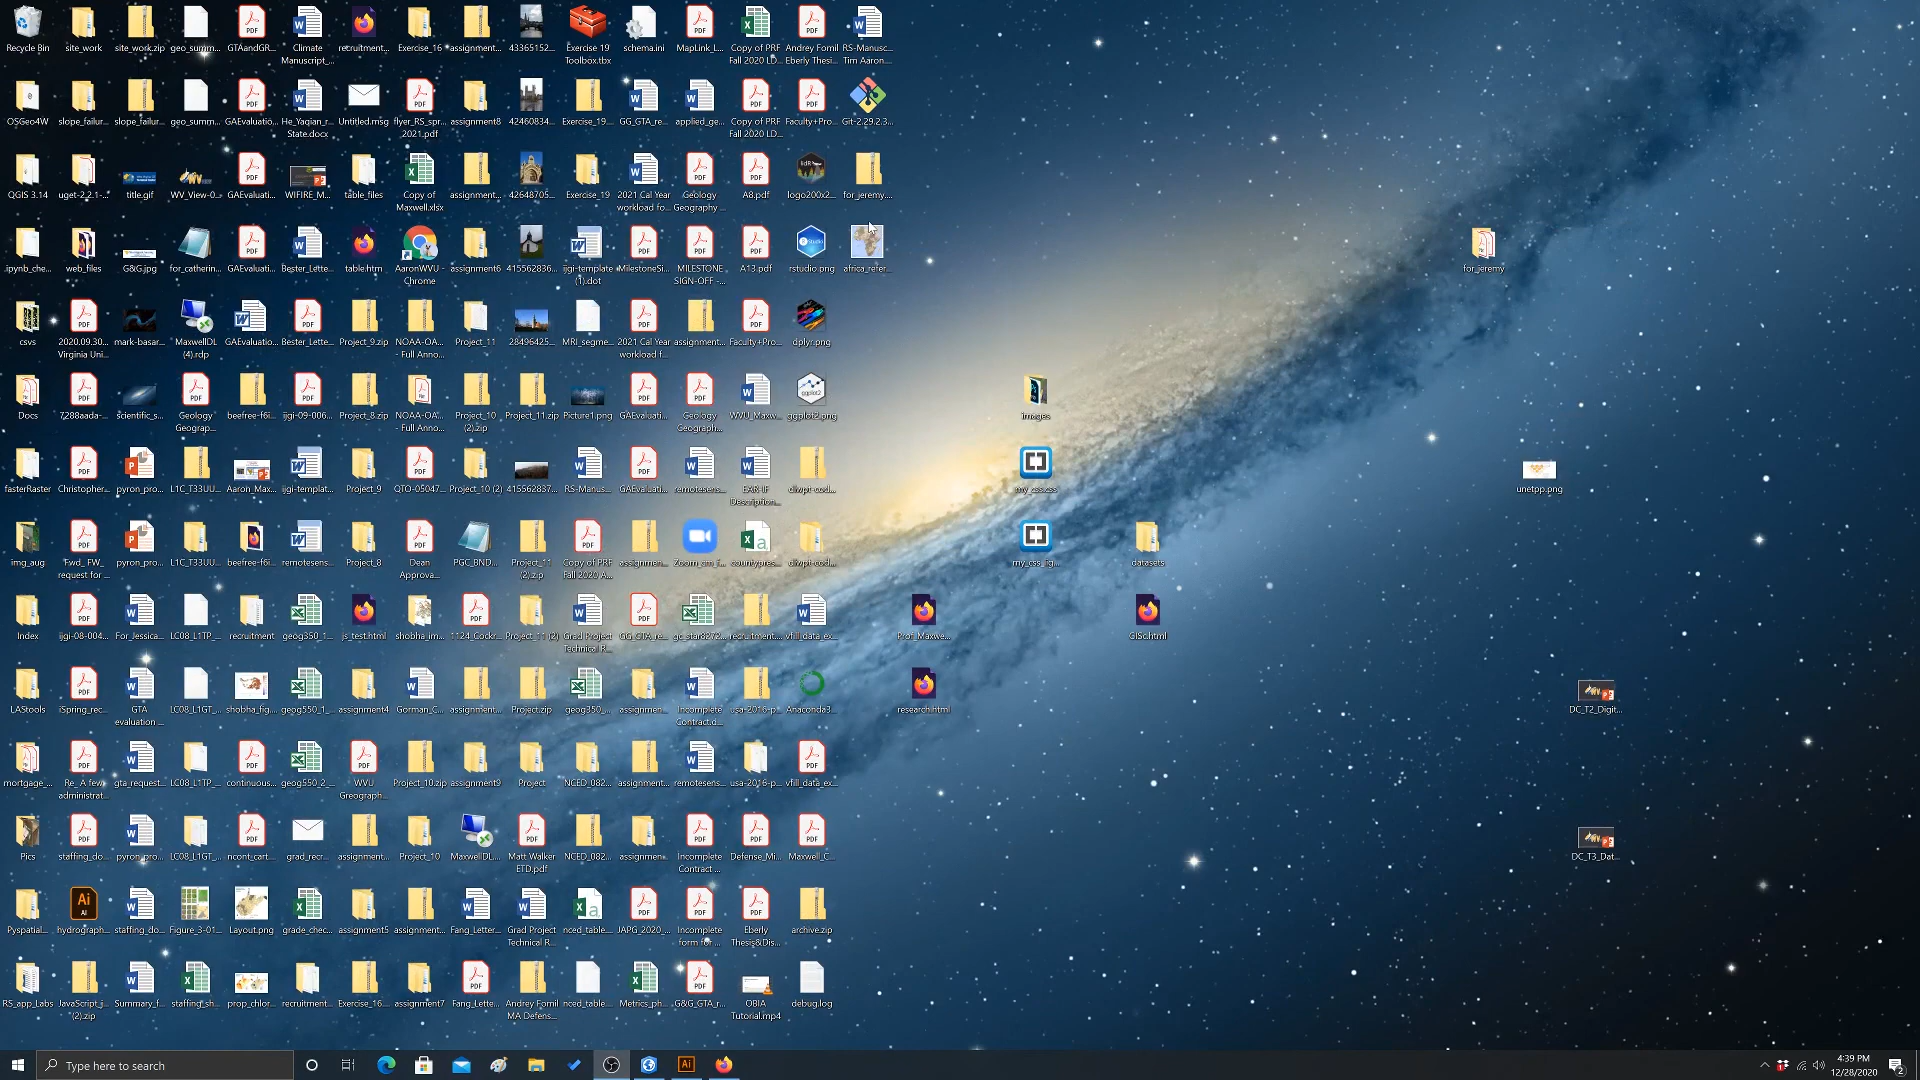 Recycle Bin
site_work
site_work.zip
geo_summ...
GTAandGR...
Climate
Manuscript_...
recruitment...
Exercise_16
assignment...
43365152...
Exercise 19
Toolbox.tbx
schema.ini
MapLink_L...
Copy of PRF
Fall 2020 LD...
Andrey Fomil
Eberly Thesi...
RS-Manusc...
Tim Aaron....
OSGeo4W
slope_failur...
slope_failur...
geo_summ...
GAEvaluatio...
He_Yaqian_r...
State.docx
Untitled.msg
flyer_RS_spr...
2021.pdf
assignment8
42460834...
Exercise_19...
GG_GTA_re...
applied_ge...
Copy of PRF
Fall 2020 LD...
Faculty+Pro...
Git-2.29.2.3...
QGIS 3.14
uget-2.2.1-...
title.gif
WV_View-0...
GAEvaluati...
WIFIRE_M...
table_files
Copy of
Maxwell.xlsx
assignment...
42648705...
Exercise_19
2021 Cal Year
workload fo...
Geology
Geography ...
A8.pdf
logo200x2...
for_jeremy....
.ipynb_che...
web_files
G&G.jpg
for_catherin...
GAEvaluati...
Bester_Lette...
table.htm
AaronWVU -
Chrome
assignment6
415562836...
ijgi-template
(1).dot
MilestoneSi...
MILESTONE
SIGN-OFF -...
A13.pdf
rstudio.png
africa_refer...
for_jeremy
csvs
2020.09.30...
Virginia Uni...
mark-basar...
MaxwellDL
(4).rdp
GAEvaluatio...
Bester_Lette...
Project_9.zip
NOAA-OA...
- Full Anno...
Project_11
28496425...
MRI_segme...
2021 Cal Year
workload f...
assignment...
Faculty+Pro...
dplyr.png
Docs
7,288aada-...
scientific_s...
Geology
Geograp...
beefree-f6i...
ijgi-09-006...
Project_8.zip
NOAA-OA...
- Full Anno...
Project_10
(2).zip
Project_11.zip
Picture1.png
GAEvaluati...
Geology
Geograph...
WVU_Maxw...
ggplot2.png
images
fasterRaster
Christopher...
pyron_pro...
L1C_T33UU...
Aaron_Max...
ijgi-templat...
Project_9
QTO-05047...
Project_10 (2)
415562837...
RS-Manus...
GAEvaluati...
remotesens...
EAR-IF
Description...
dlwpt-cod...
my_css.css
unetpp.png
img_aug
Fwd_ FW_
request for ...
pyron_pro...
L1C_T33UU...
beefree-f6i...
remotesens...
Project_8
Dean
Approva...
PGC_BND...
Project_11
(2).zip
Copy of PRF
Fall 2020 A...
assignmen...
Zoom_cm_f...
countypres...
dlwpt-cod...
my_css_lig...
datasets
Index
ijgi-08-004...
For_Jessica...
LC08_L1TP_...
recruitment
geog350_1...
js_test.html
shobha_im...
1124_Cockr...
Project_11 (2)
Grad Project
Technical R...
GG_GTA_re...
gc_star8272...
recruitment...
vfill_data_ex...
Prof_Maxwe...
GISc.html
LAStools
iSpring_rec...
GTA
evaluation ...
LC08_L1GT_...
shobha_fig....
geog550_1_...
assignment4
Gorman_C...
assignment...
Project.zip
geog350_...
assignmen...
Incomplete
Contract.d...
usa-2016-p...
Anaconda3...
research.html
DC_T2_Digit...
mortgage_...
Re_ A few
administrat...
gta_request...
LC08_L1TP_...
continuous...
geog550_2_...
WVU
Greograph...
Project_10.zip
assignment9
Project
NCED_082...
assignment...
remotesens...
usa-2016-p...
vfill_data_ex...
Pics
staffing_do...
pyron_pro...
LC08_L1GT_...
ncont_cart...
grad_recr...
assignment...
Project_10
MaxwellDL...
Matt Walker
ETD.pdf
NCED_082...
assignmen...
Incomplete
Contract ...
Defense_Mi...
Maxwell_C...
DC_T3_Dat...
Pyspatial...
hydrograph...
staffing_do...
Figure_3-01...
Layout.png
grade_chec...
assignment5
assignment...
Fang_Letter...
Grad Project
Technical R...
nced_table...
JAPG_2020_...
Incomplete
form for ...
Eberly
Thesis&Dis...
archive.zip
RS_app_Labs
JavaScript_j...
(2).zip
Summary_f...
staffing_sh...
prop_chlor...
recruitment...
Exercise_16...
assignment7
Fang_Lette...
Andrey Fomil
MA Defens...
nced_table...
Metrics_ph...
G&G_GTA_r...
OBIA
Tutorial.mp4
debug.log
Type here to search
4:39 PM
12/28/2020